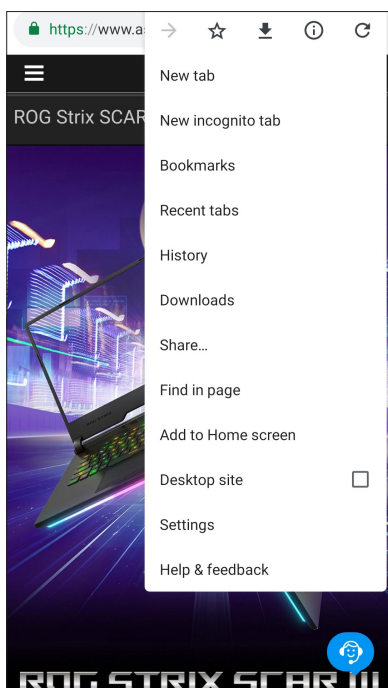 https://www.a
New tab
ROG Strix SCAR
New incognito tab
Bookmarks
Recent tabs
History
Downloads
Share...
Find in page
Add to Home screen
Desktop site
Settings
Help & feedback
ROG STRIX SCAR III